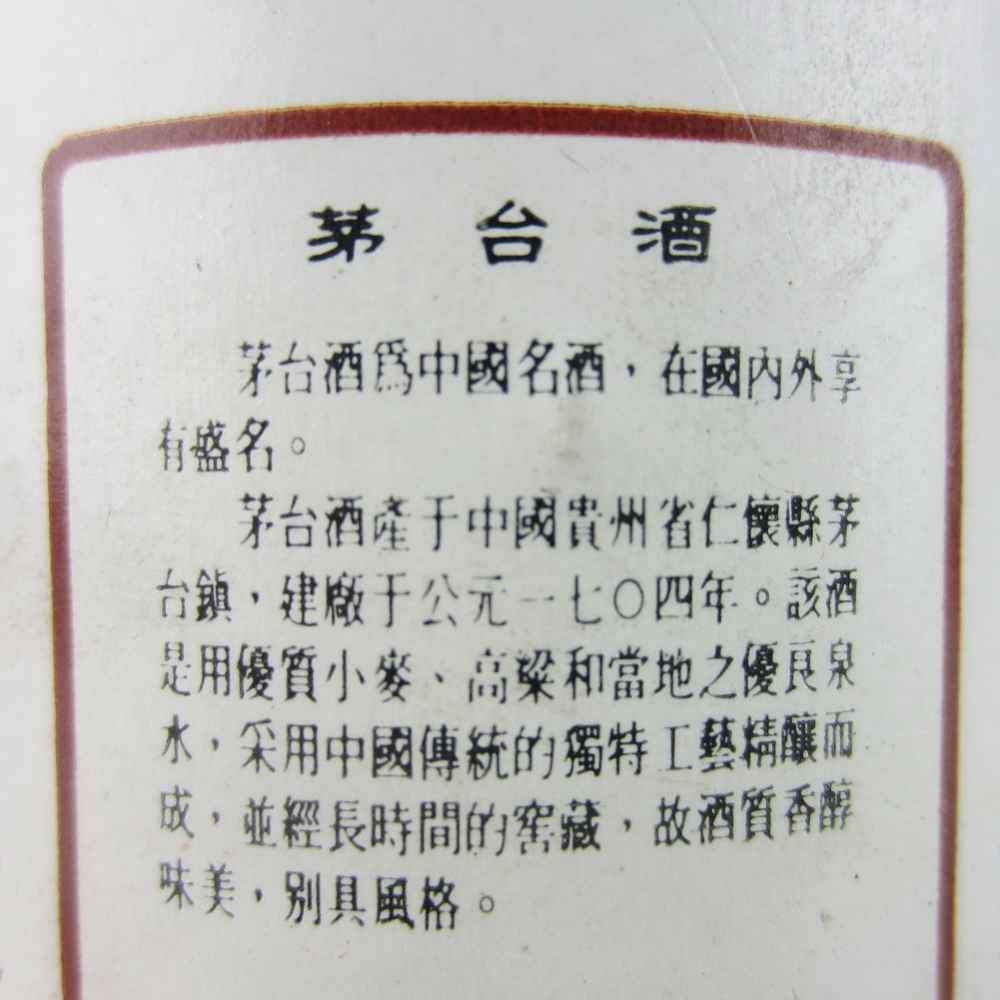 茅台酒
茅台酒爲中國名酒，在國內外享
有盛名。
茅台酒產于中國貴州省仁懷縣茅
台鎮，建廠于公元一七〇四年。該酒
是用優質小麥、高粱和當地之優良泉
水，采用中國傳統的獨特工藝精釀而
成，並經長時間的窖藏，故酒質香醇
味美，別具風格。